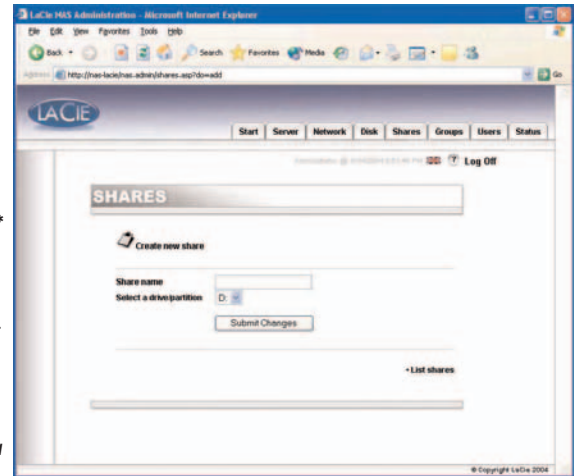 LaCie NAS Administration - Microsoft Internet Explorer
File Edit View Favorites Tools Help
Back Search Favorites Media
Address http://nas-lacie/nas.admin/shares.asp?do=add Go
LACIE
Start Server Network Disk Shares Groups Users Status
Log Off
SHARES
Create new share
Share name
Select a drive/partition D:
Submit Changes
• List shares
© Copyright LaCie 2004